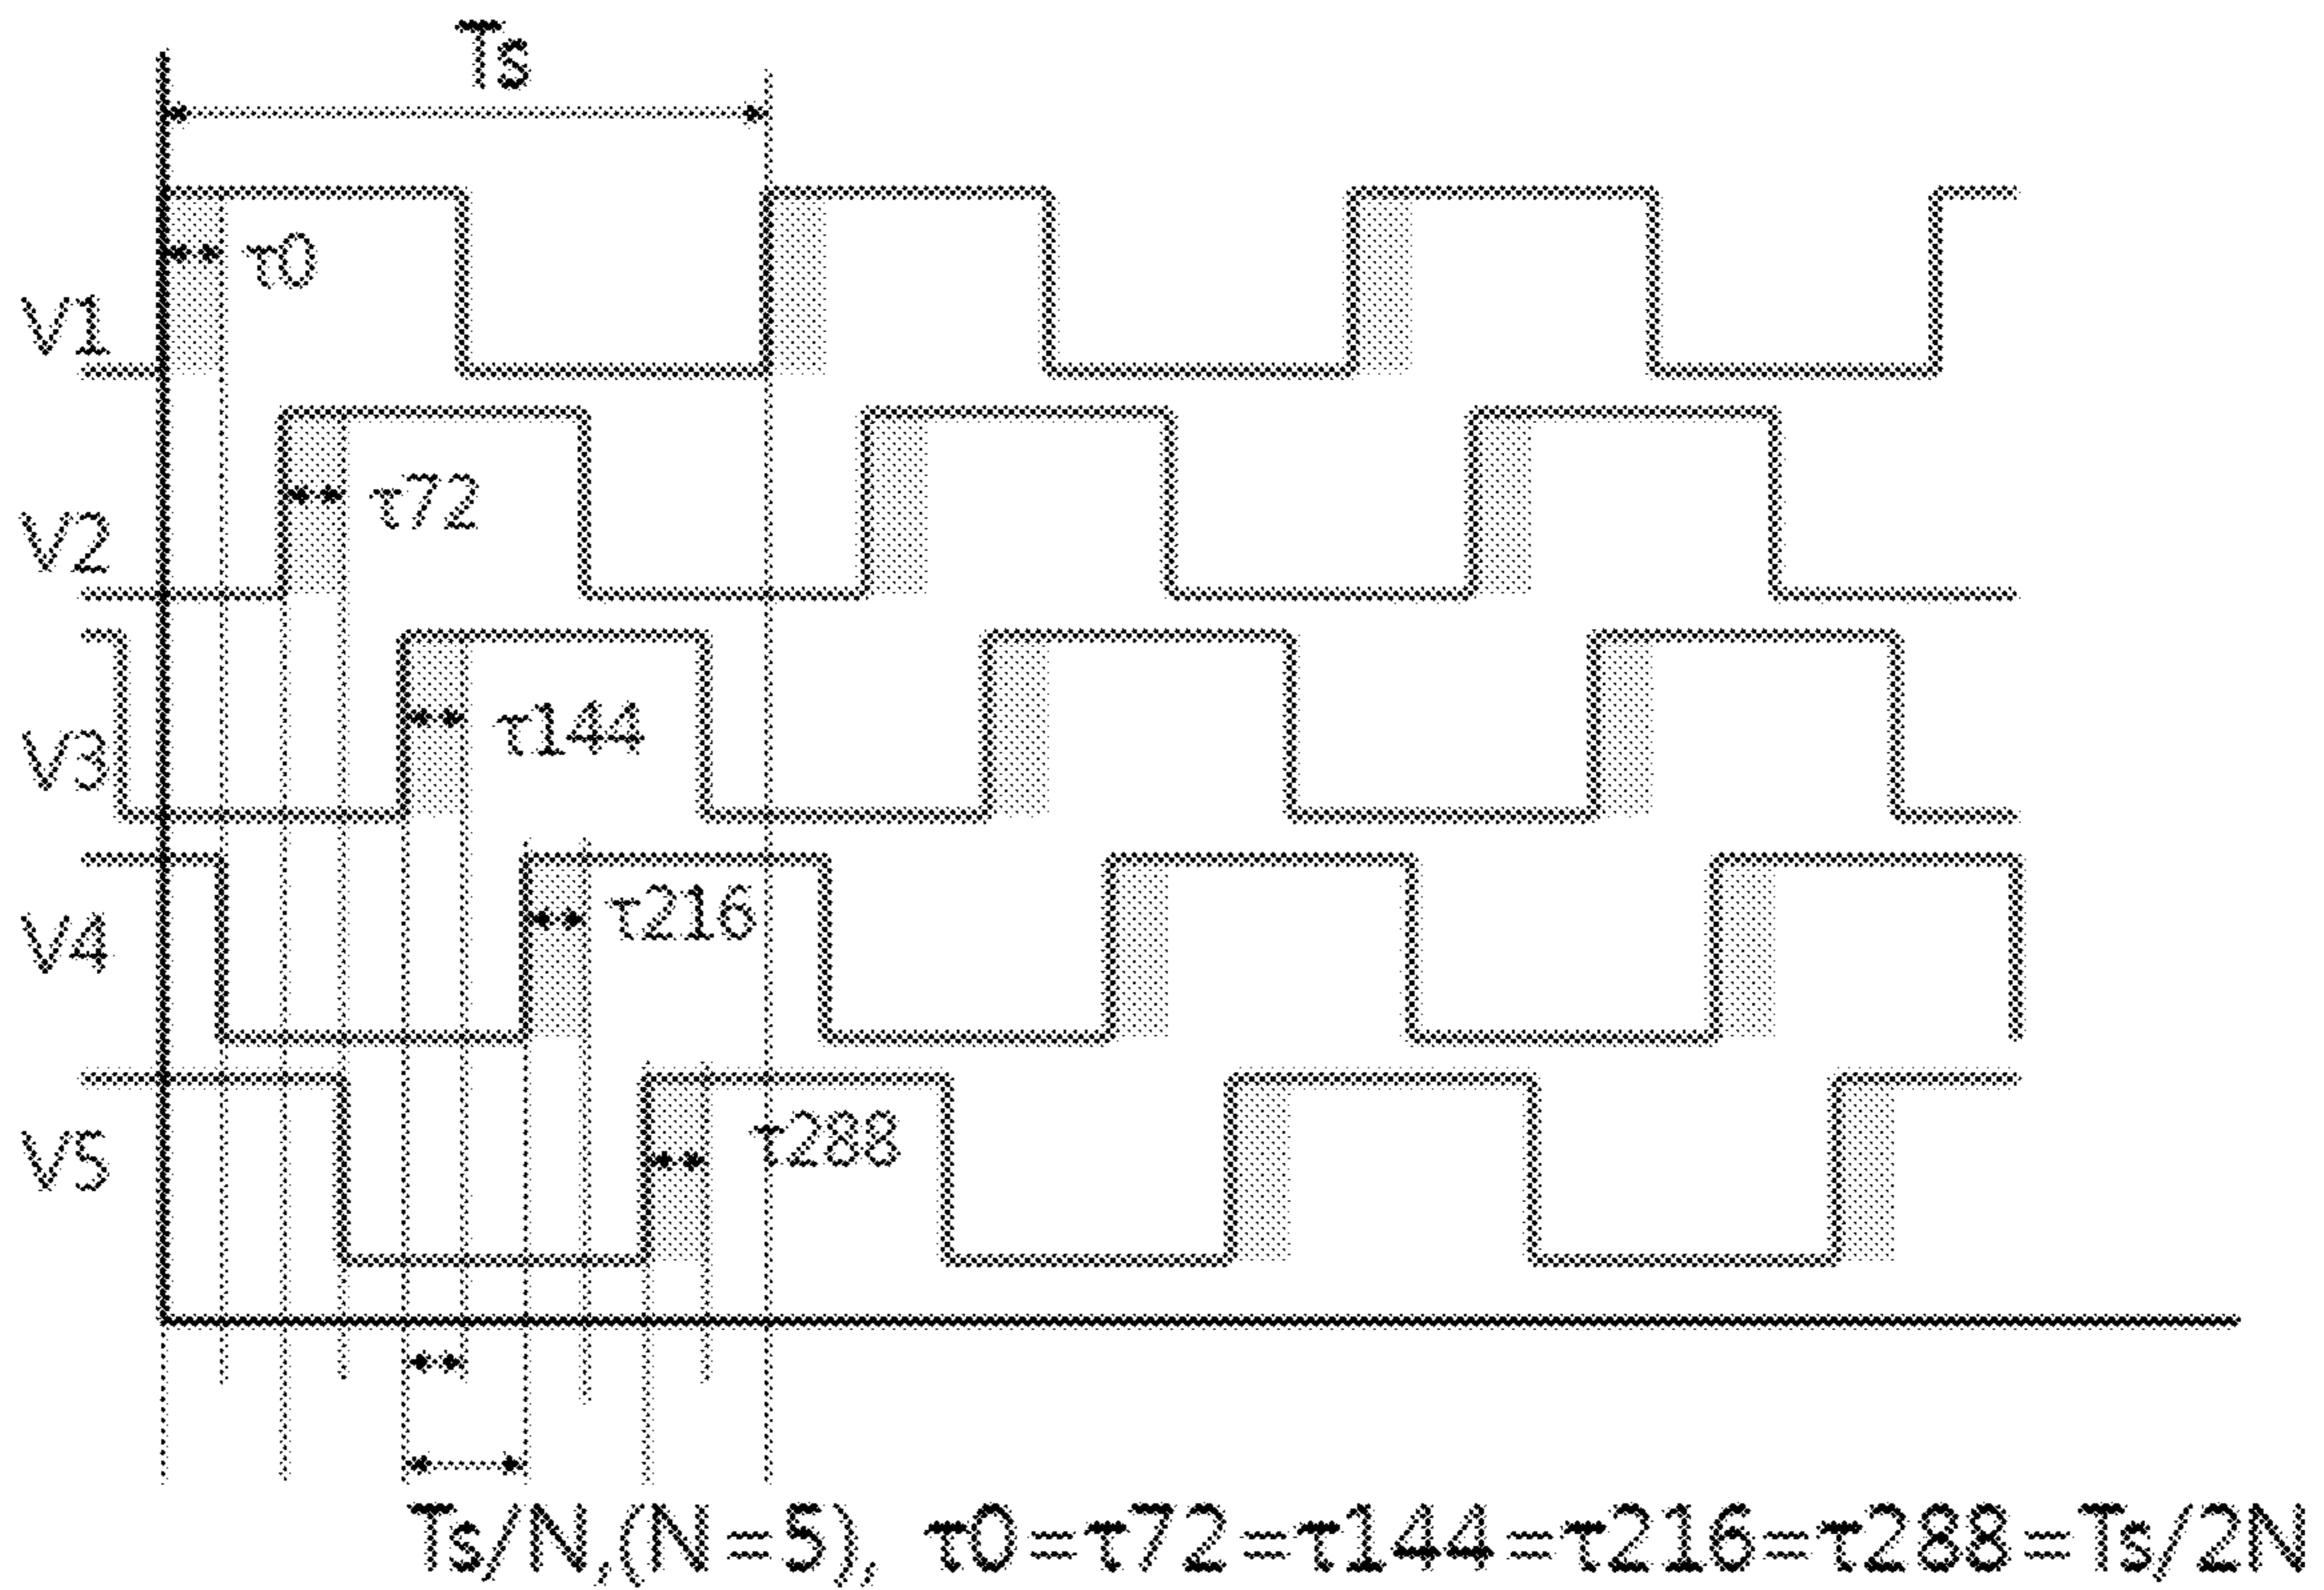 Ts
τ0
V1
τ72
V2
τ144
V3
τ216
V4
τ288
V5
Ts/N,(N=5), τ0=τ72=τ144=τ216=τ288=Ts/2N